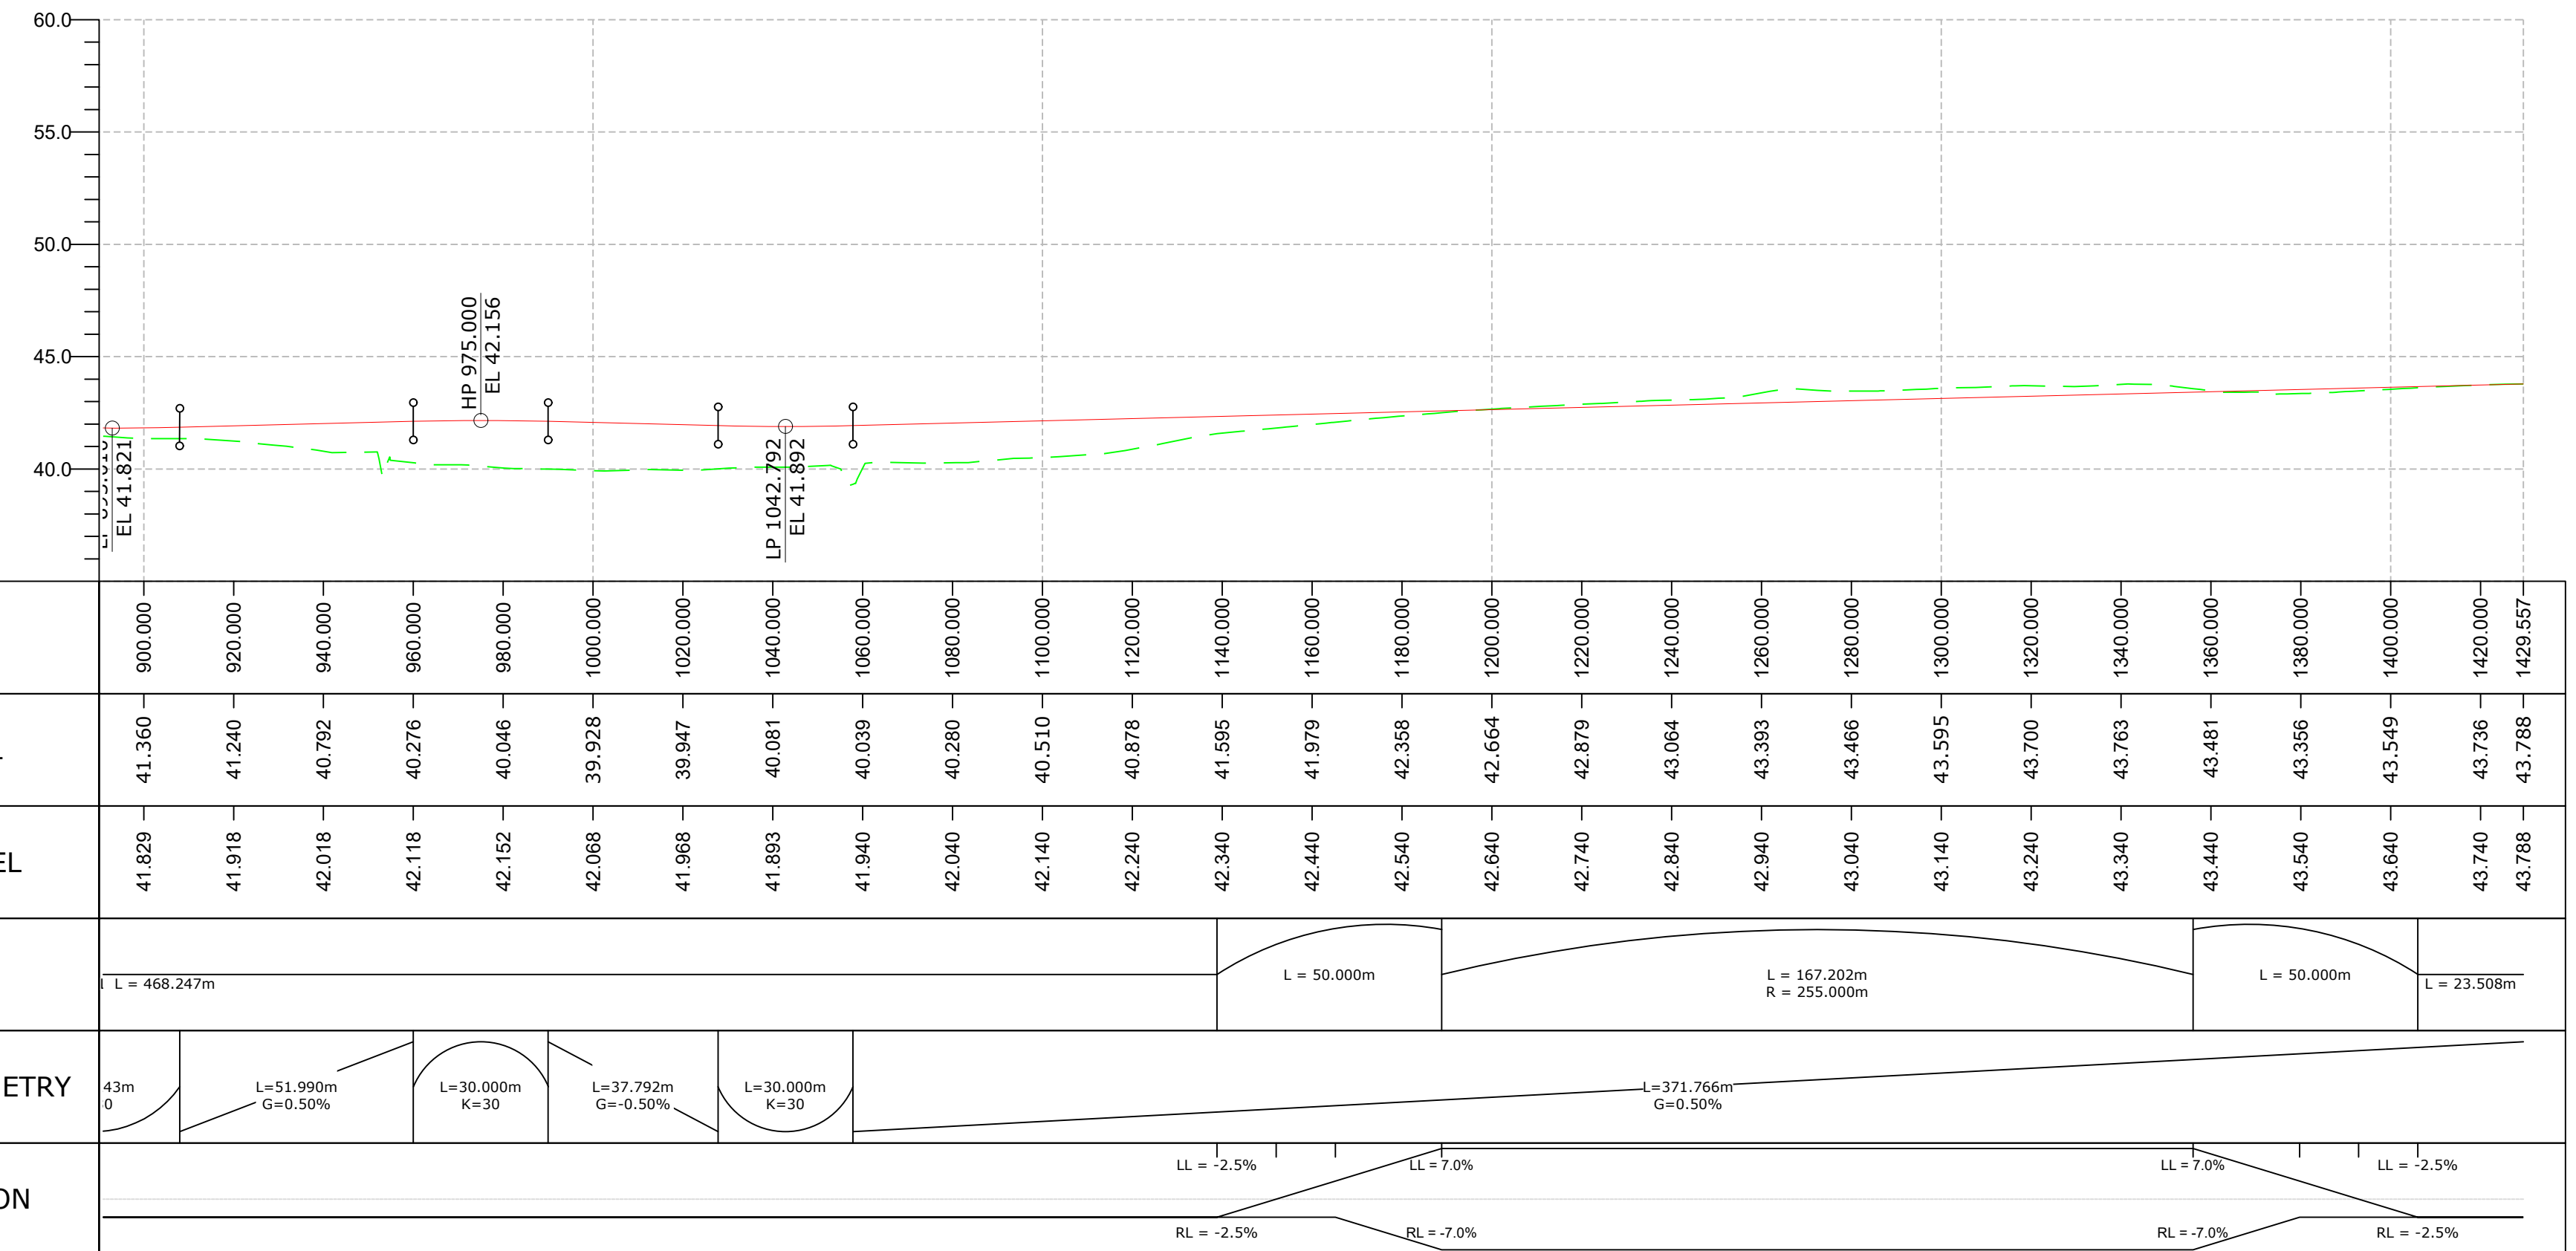 60.0
55.0
50.0
45.0
40.0
EL 41.821
HP 975.000
EL 42.156
LP 1042.792
EL 41.892
900.000 920.000 940.000 960.000 980.000 1000.000 1020.000 1040.000 1060.000 1080.000 1100.000 1120.000 1140.000 1160.000 1180.000 1200.000 1220.000 1240.000 1260.000 1280.000 1300.000 1320.000 1340.000 1360.000 1380.000 1400.000 1420.000 1429.557
41.360 41.240 40.792 40.276 40.046 39.928 39.947 40.081 40.039 40.280 40.510 40.878 41.595 41.979 42.358 42.664 42.879 43.064 43.393 43.466 43.595 43.700 43.763 43.481 43.356 43.549 43.736 43.788
EL 41.829 41.918 42.018 42.118 42.152 42.068 41.968 41.893 41.940 42.040 42.140 42.240 42.340 42.440 42.540 42.640 42.740 42.840 42.940 43.040 43.140 43.240 43.340 43.440 43.540 43.640 43.740 43.788
L = 468.247m L = 50.000m L = 167.202m L = 50.000m L = 23.508m
R = 255.000m
ETRY 43m L=51.990m L=30.000m L=37.792m L=30.000m L=371.766m
0 G=0.50% K=30 G=-0.50% K=30 G=0.50%
LL = -2.5% LL = 7.0% LL = 7.0% LL = -2.5%
ON
RL = -2.5% RL = -7.0% RL = -7.0% RL = -2.5%